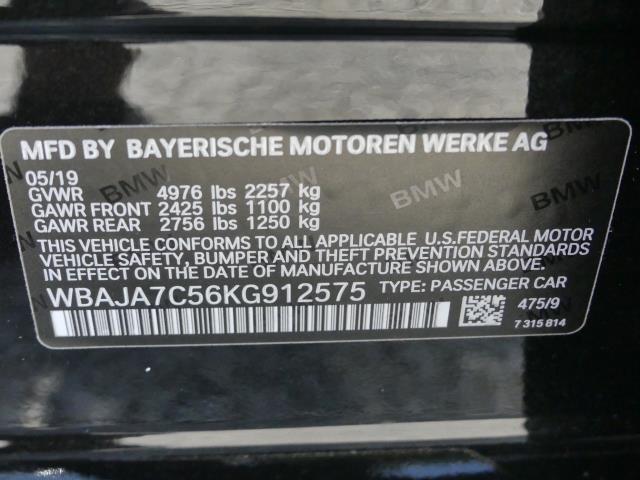 MFD BY BAYERISCHE MOTOREN WERKE AG
05/19
GVWR 4976 lbs 2257 kg
GAWR FRONT 2425 lbs 1100 kg
GAWR REAR 2756 lbs 1250 kg
THIS VEHICLE CONFORMS TO ALL APPLICABLE U.S.FEDERAL MOTOR
VEHICLE SAFETY, BUMPER AND THEFT PREVENTION STANDARDS
IN EFFECT ON THE DATE OF MANUFACTURE SHOWN ABOVE.
WBAJA7C56KG912575 TYPE: PASSENGER CAR
475/9
7 315 814
BMW
BMW
BMW
BMW